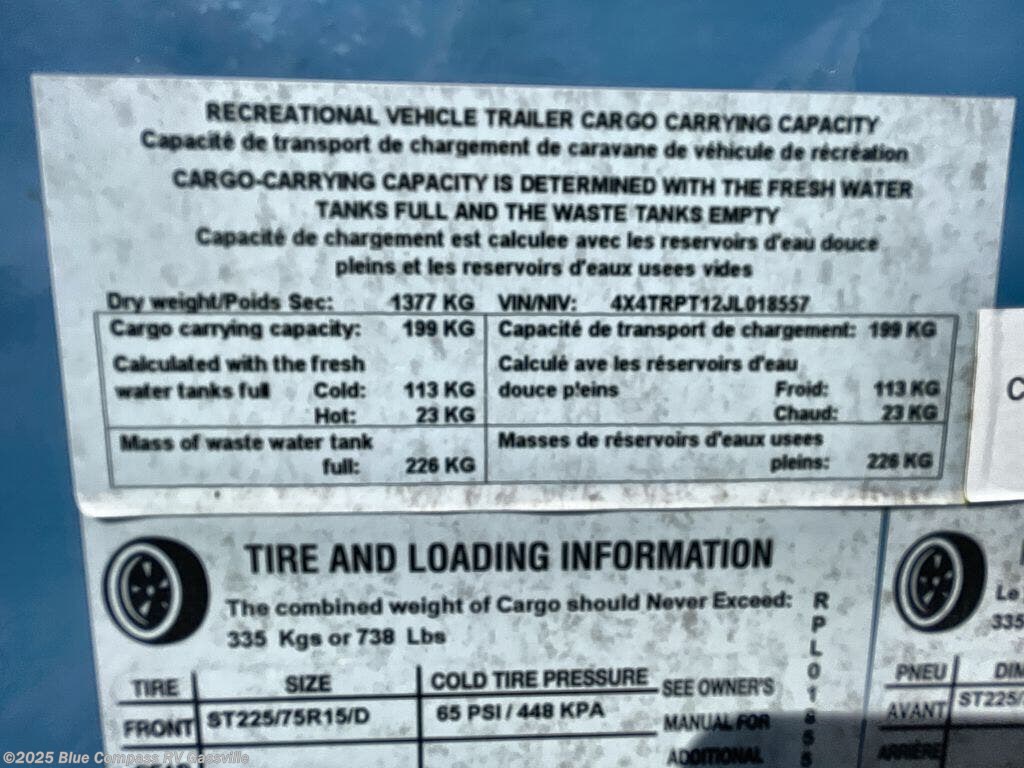 RECREATIONAL VEHICLE TRAILER CARGO CARRYING CAPACITY
Capacité de transport de chargement de caravane de véhicule de récréation
CARGO-CARRYING CAPACITY IS DETERMINED WITH THE FRESH WATER
TANKS FULL AND THE WASTE TANKS EMPTY
Capacité de chargement est calculee avec les reservoirs d'eau douce
pleins et les reservoirs d'eaux usees vides
Dry weight/Poids Sec: 1377 KG VIN/NIV: 4X4TRPT12JL018557
Cargo carrying capacity: 199 KG Capacité de transport de chargement: 199 KG
Calculated with the fresh Calculé ave les réservoirs d'eau
water tanks full Cold: 113 KG douce pleins Froid: 113 KG
Hot: 23 KG Chaud: 23 KG
Mass of waste water tank Masses de réservoirs d'eaux usees
full: 226 KG pleins: 226 KG
C
TIRE AND LOADING INFORMATION
The combined weight of Cargo should Never Exceed:
335 Kgs or 738 Lbs
TIRE SIZE COLD TIRE PRESSURE SEE OWNER'S
FRONT ST225/75R15/D 65 PSI / 448 KPA MANUAL FOR
ADDITIONAL
RPL01855
Le
335
PNEU DIM
AVANT ST225/
ARRIÈRE
©2025 Blue Compass RV Gassville